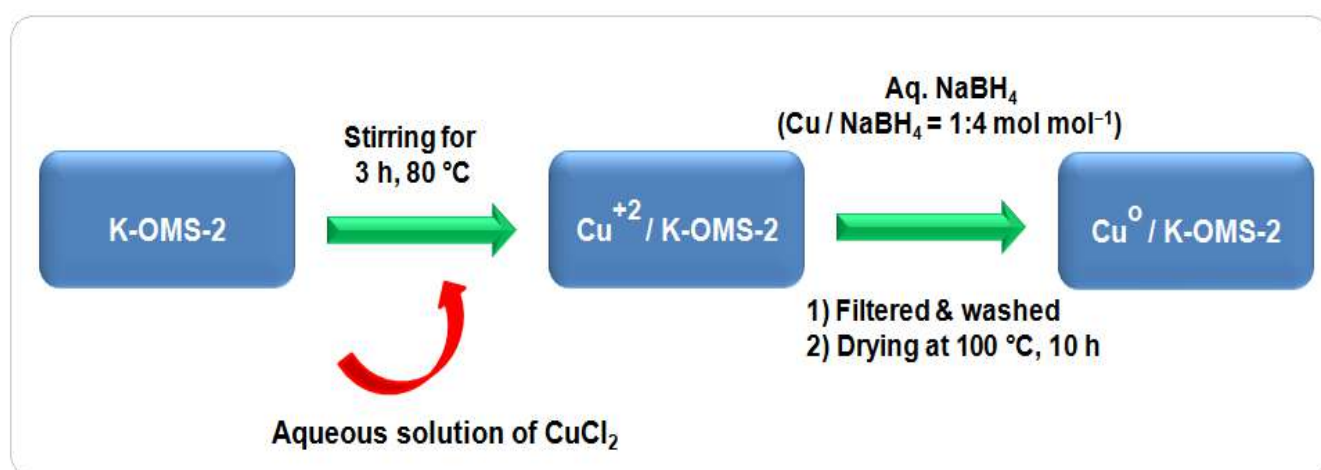 Stirring for
3 h, 80 °C
Aq. NaBH₄
(Cu / NaBH₄ = 1:4 mol mol⁻¹)
K-OMS-2
Cu⁺² / K-OMS-2
Cu⁰ / K-OMS-2
1) Filtered & washed
2) Drying at 100 °C, 10 h
Aqueous solution of CuCl₂